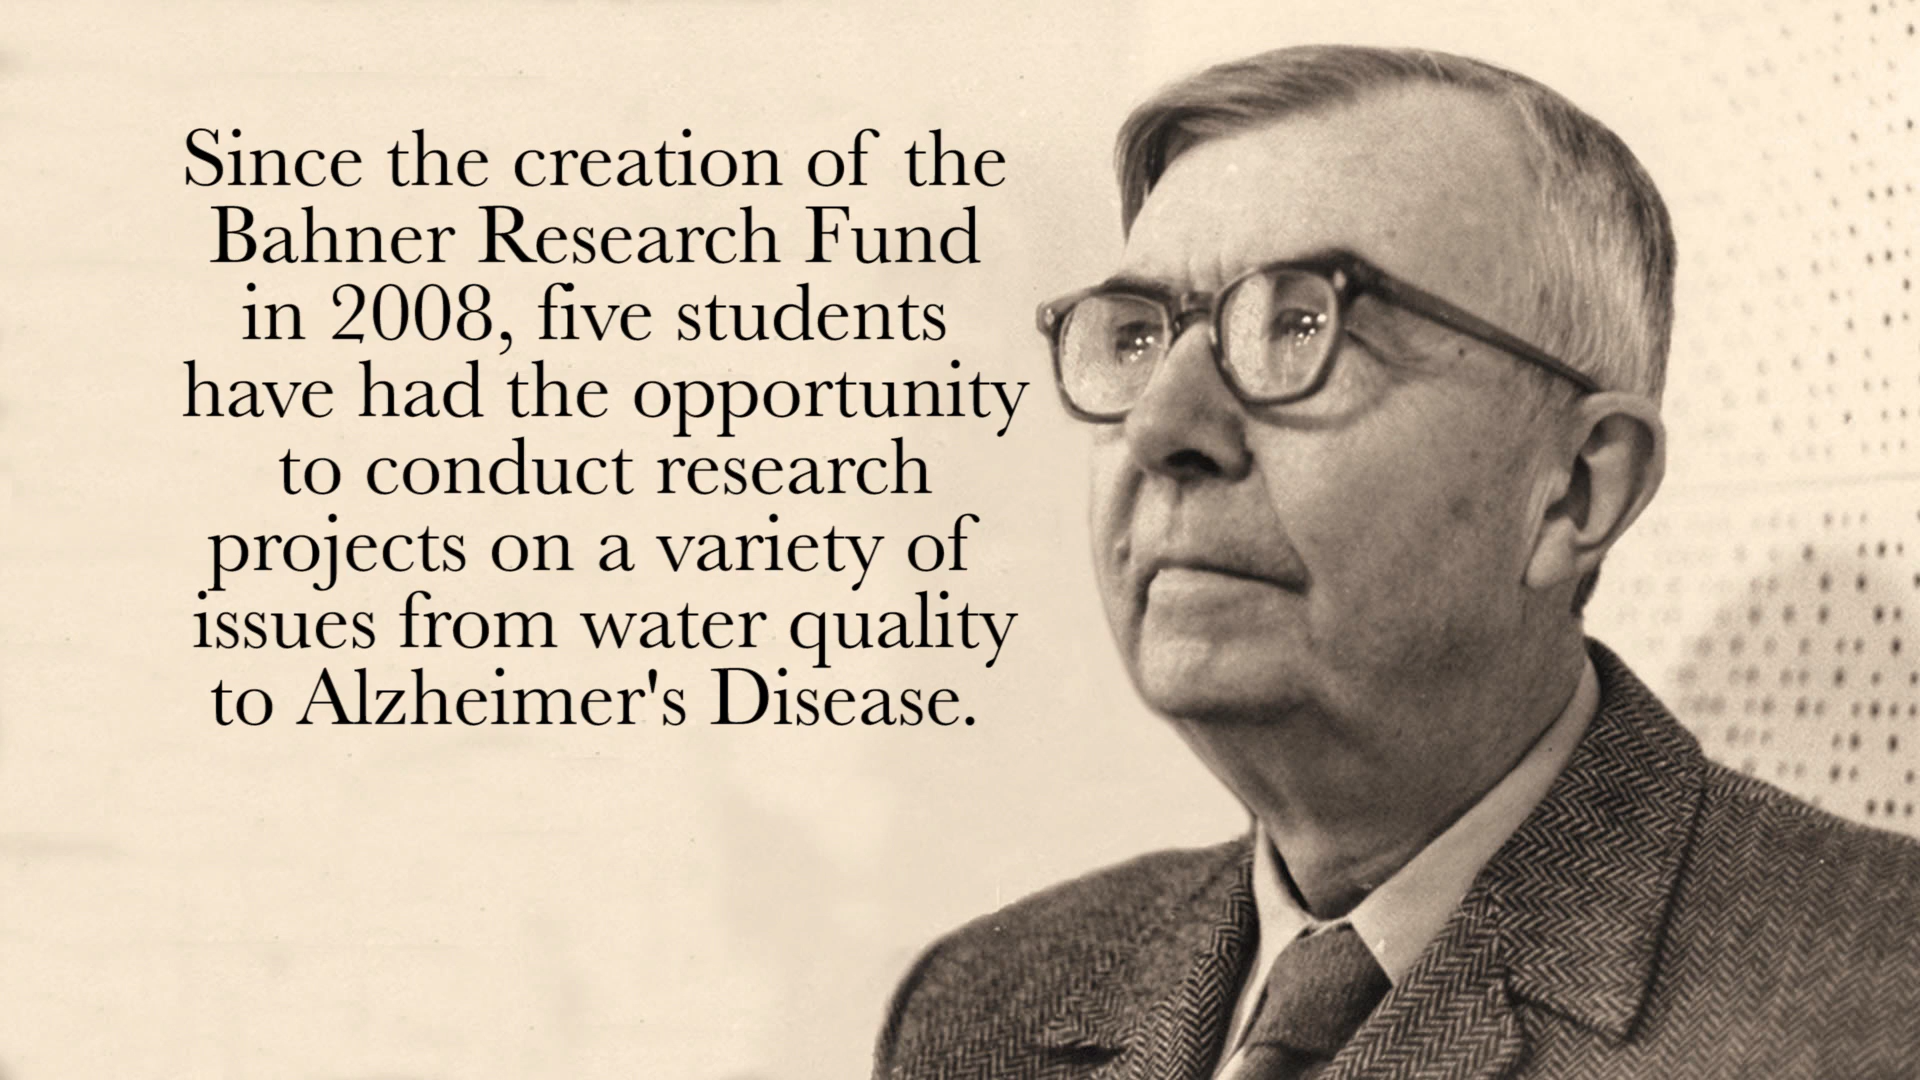 Since the creation of the
Bahner Research Fund
in 2008, five students
have had the opportunity
to conduct research
projects on a variety of
issues from water quality
to Alzheimer's Disease.